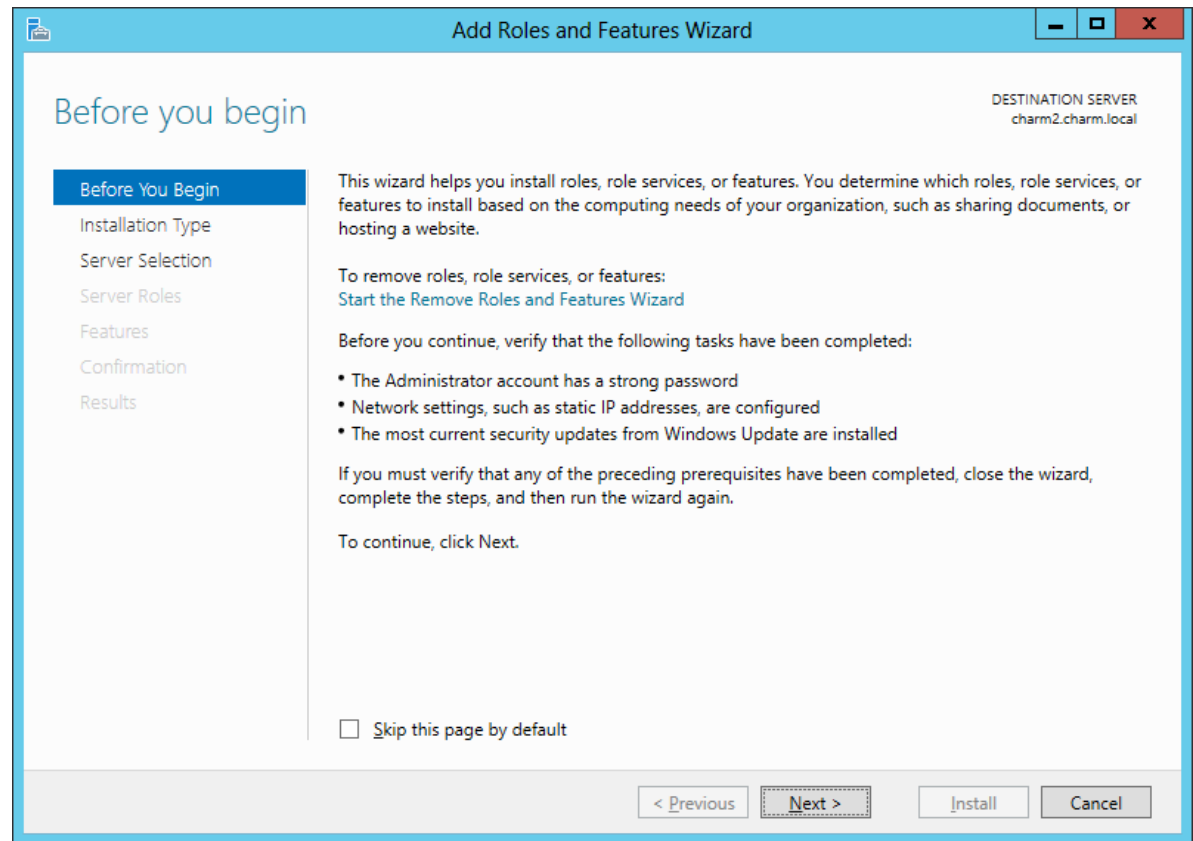 Add Roles and Features Wizard
Before you begin
DESTINATION SERVER
charm2.charm.local
Before You Begin
Installation Type
Server Selection
Server Roles
Features
Confirmation
Results
This wizard helps you install roles, role services, or features. You determine which roles, role services, or
features to install based on the computing needs of your organization, such as sharing documents, or
hosting a website.
To remove roles, role services, or features:
Start the Remove Roles and Features Wizard
Before you continue, verify that the following tasks have been completed:
• The Administrator account has a strong password
• Network settings, such as static IP addresses, are configured
• The most current security updates from Windows Update are installed
If you must verify that any of the preceding prerequisites have been completed, close the wizard,
complete the steps, and then run the wizard again.
To continue, click Next.
Skip this page by default
< Previous
Next >
Install
Cancel